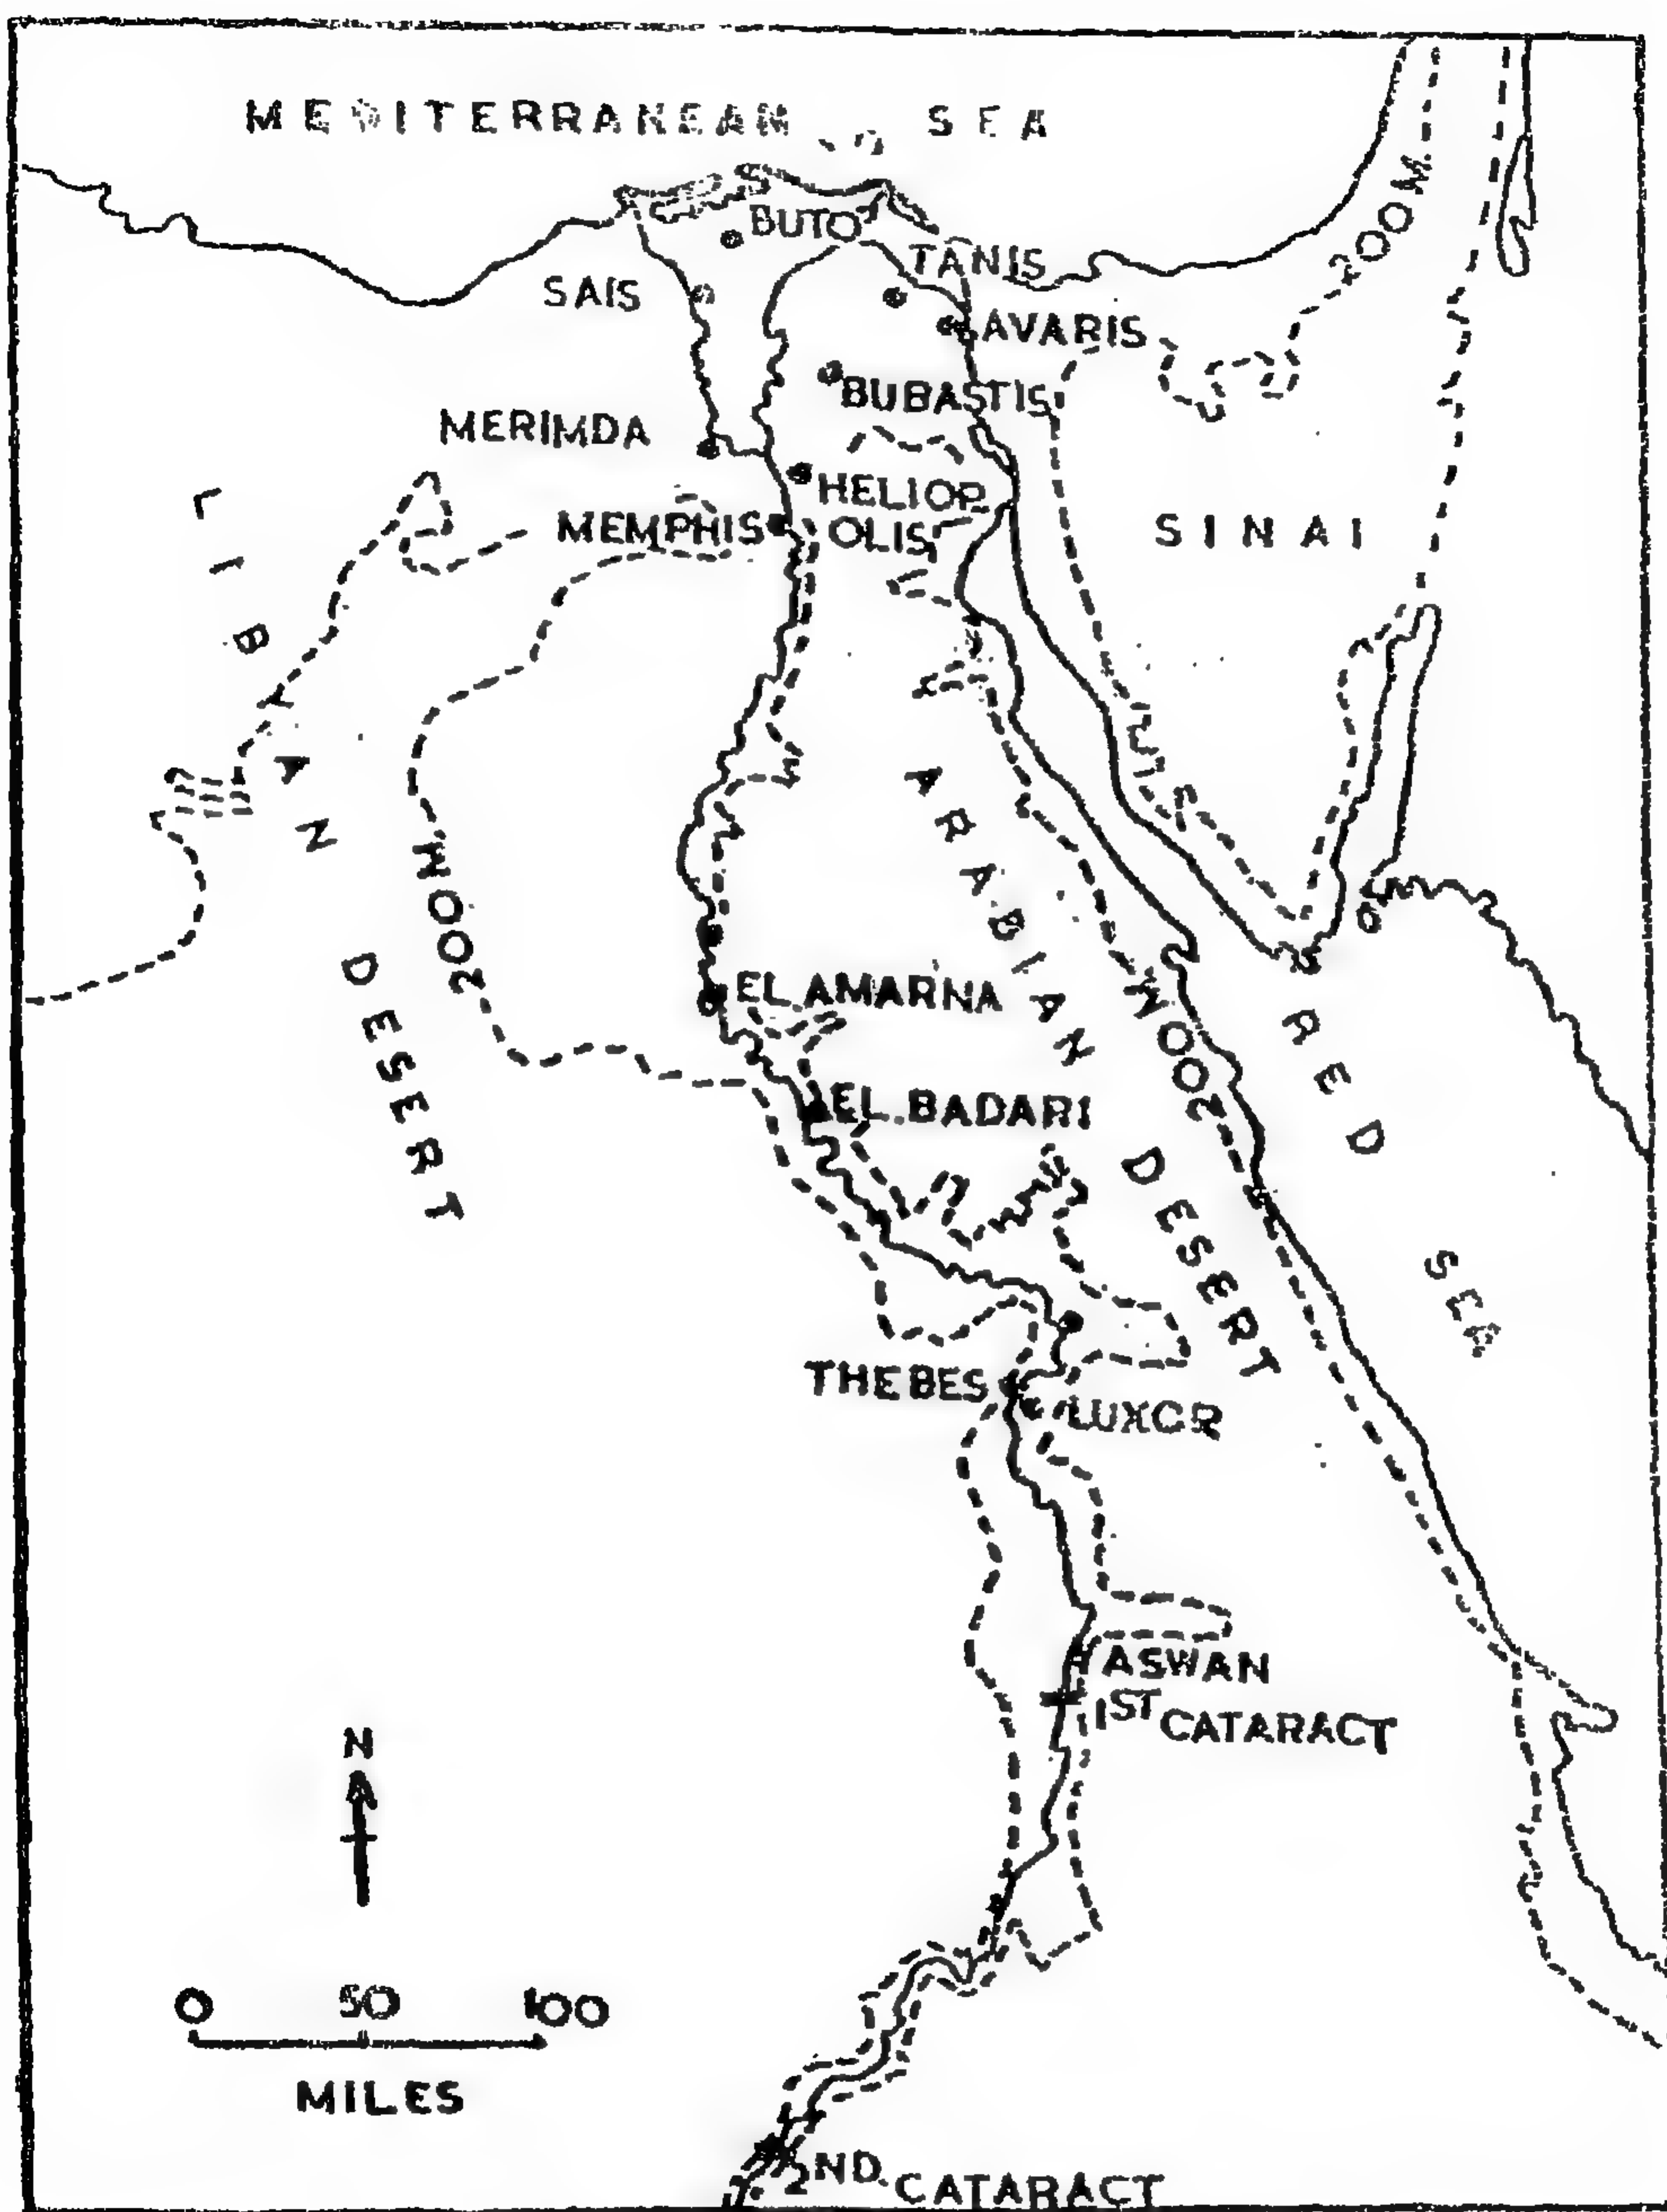 MEDITERRANEAN SEA
BUTO
TANIS
SAIS
AVARIS
BUBASTIS
MERIMDA
HELIOP
OLIS
MEMPHIS
SINAI
200M
LIBYAN DESERT
200M
ARABIAN DESERT
200M
RED SEA
EL AMARNA
EL BADARI
THEBES
LUXOR
ASWAN
1ST CATARACT
N
0 50 100
MILES
2ND CATARACT